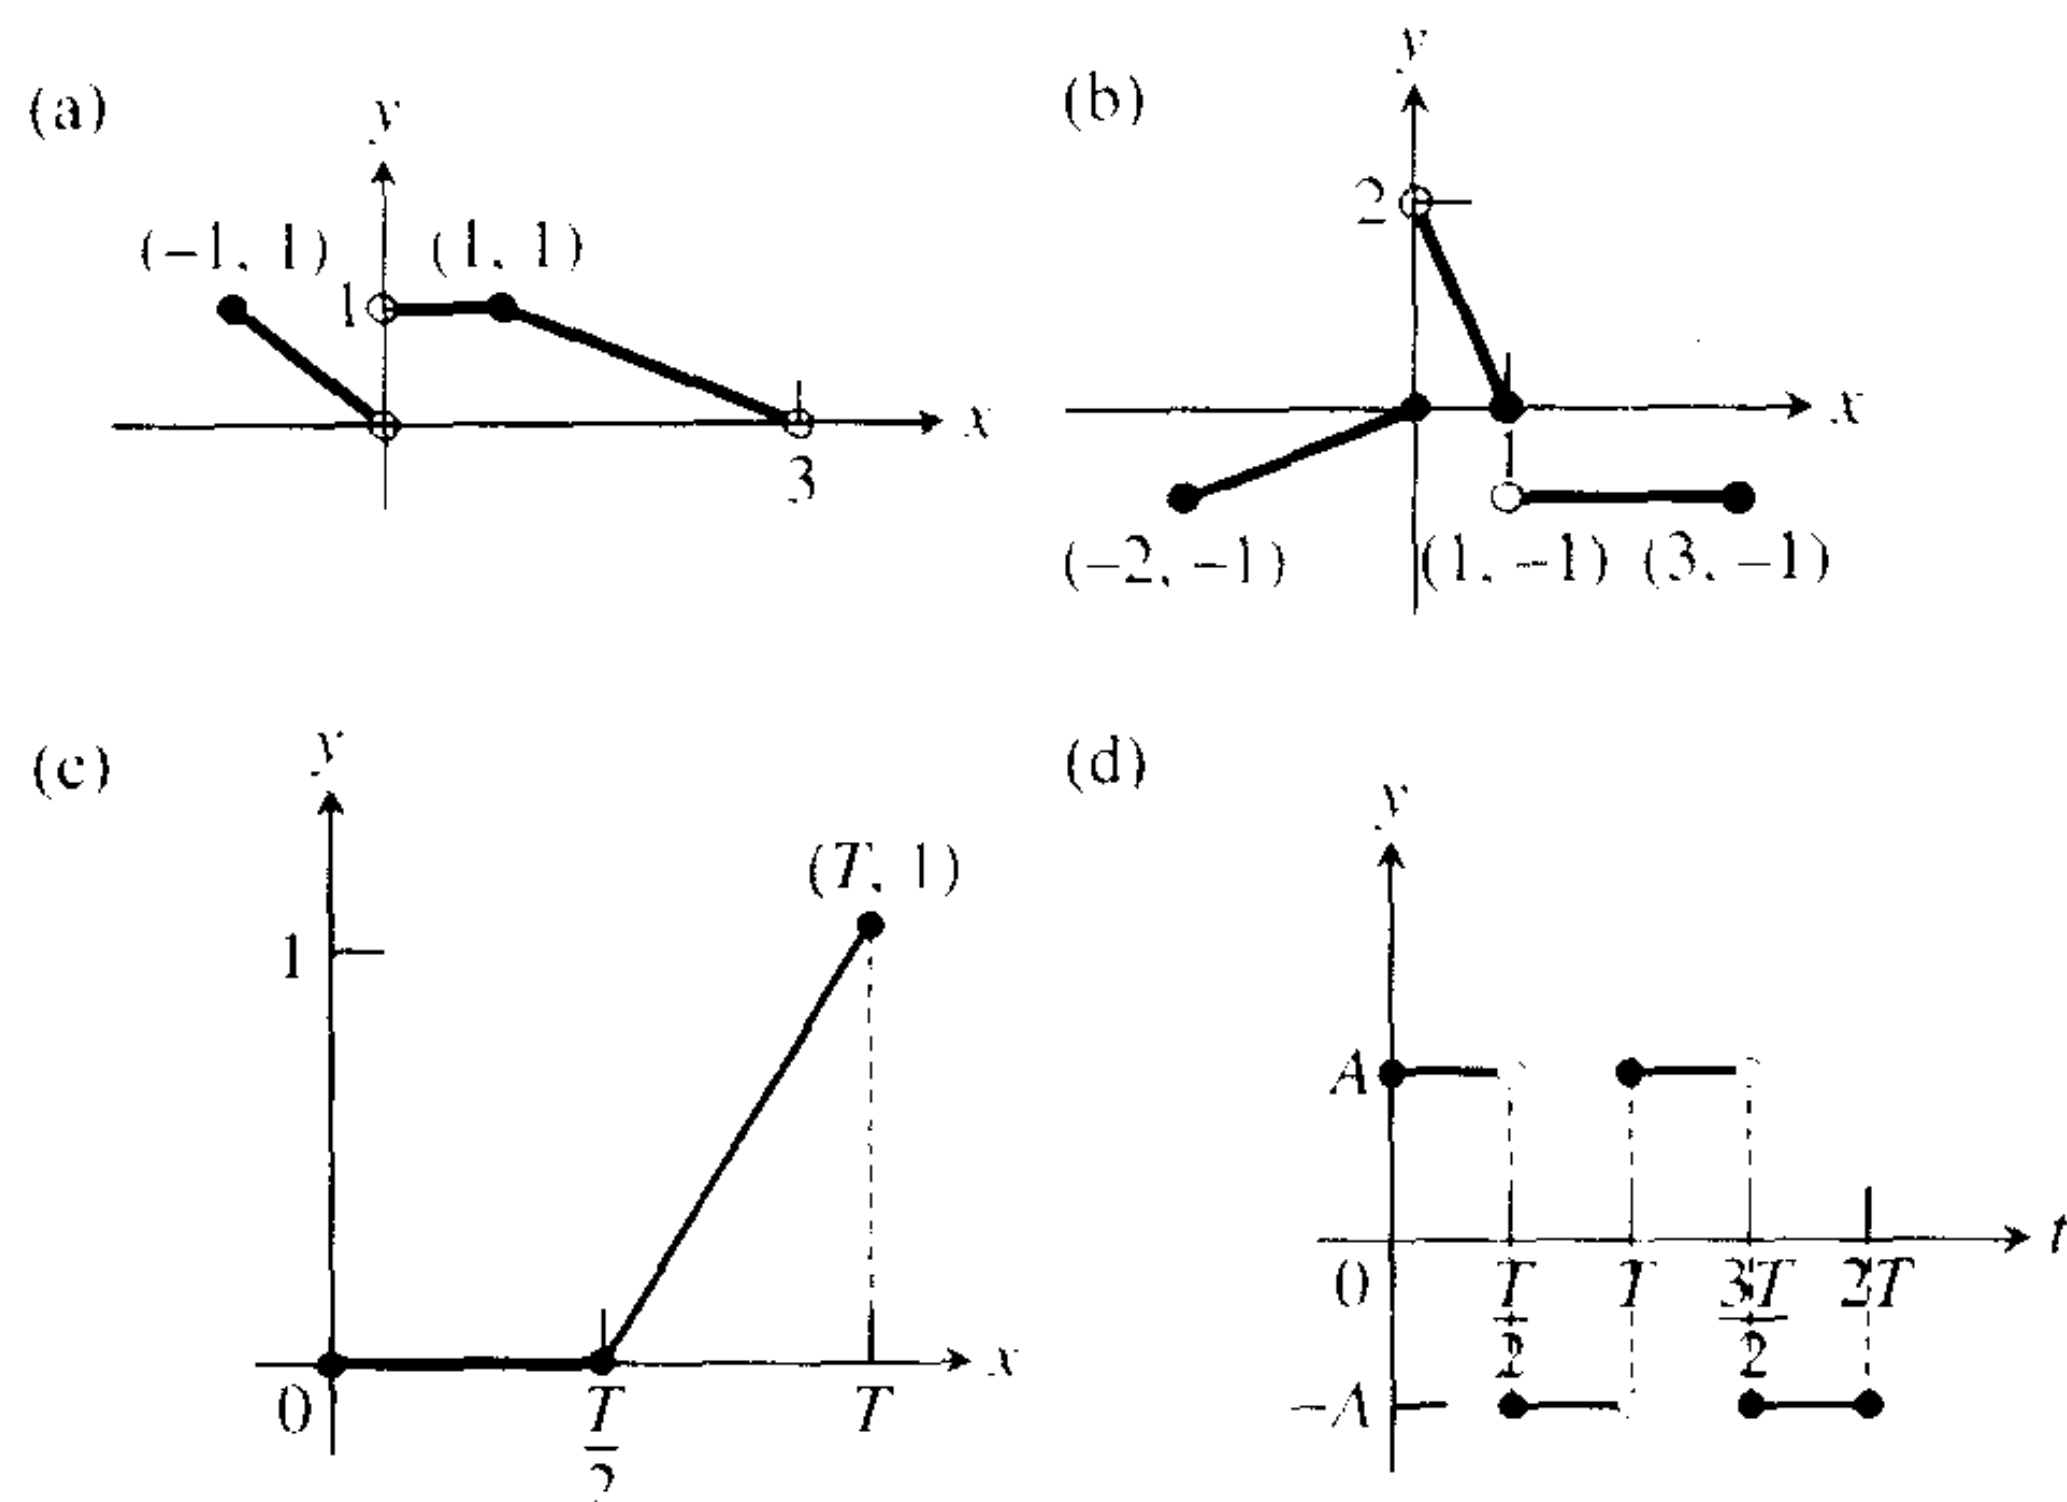 (a)
y
(−1, 1)
(1, 1)
1
x
3
(b)
y
2
x
1
(−2, −1)
(1, −1)
(3, −1)
(c)
y
(T, 1)
1
x
0
T
2
T
(d)
y
A
t
0
T
2
T
3T
2
2T
−A